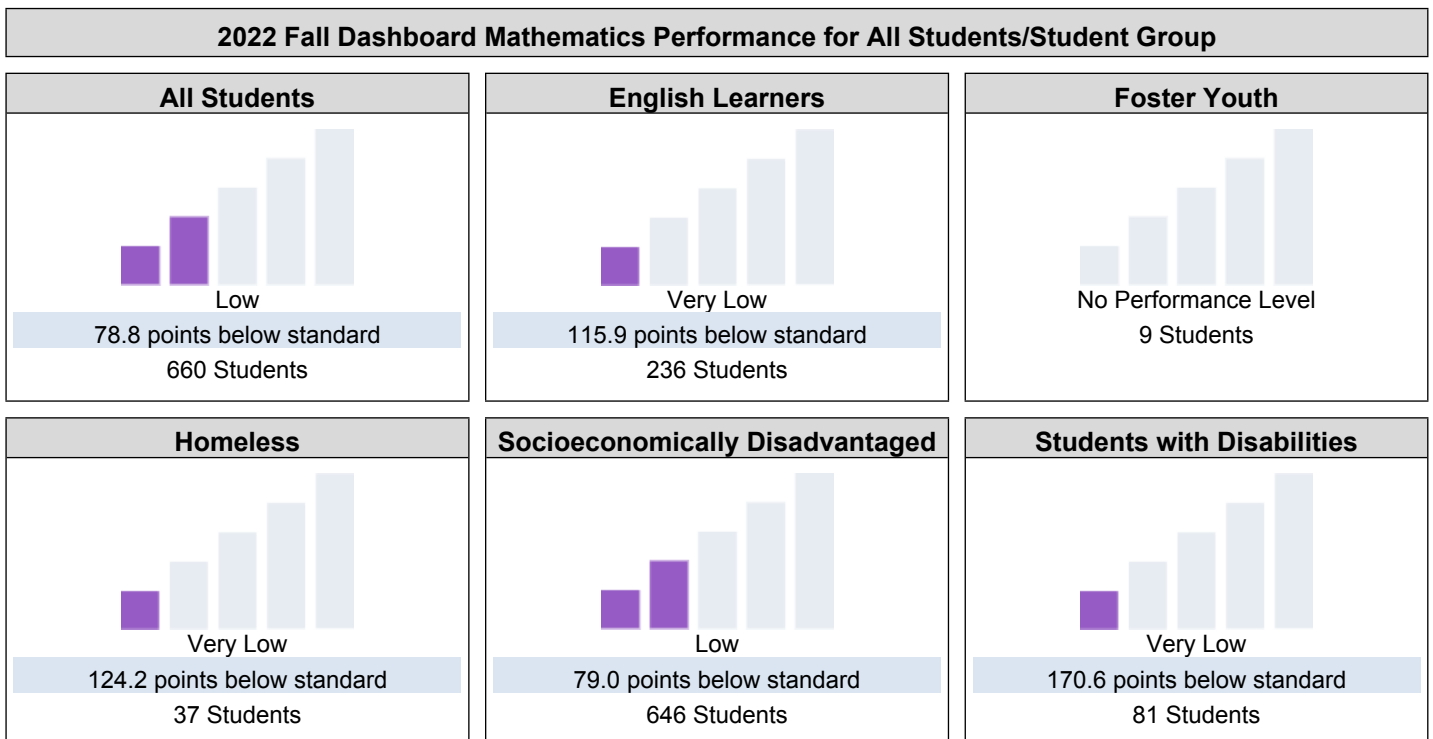 2022 Fall Dashboard Mathematics Performance for All Students/Student Group
All Students
Low
78.8 points below standard
660 Students
English Learners
Very Low
115.9 points below standard
236 Students
Foster Youth
No Performance Level
9 Students
Homeless
Very Low
124.2 points below standard
37 Students
Socioeconomically Disadvantaged
Low
79.0 points below standard
646 Students
Students with Disabilities
Very Low
170.6 points below standard
81 Students